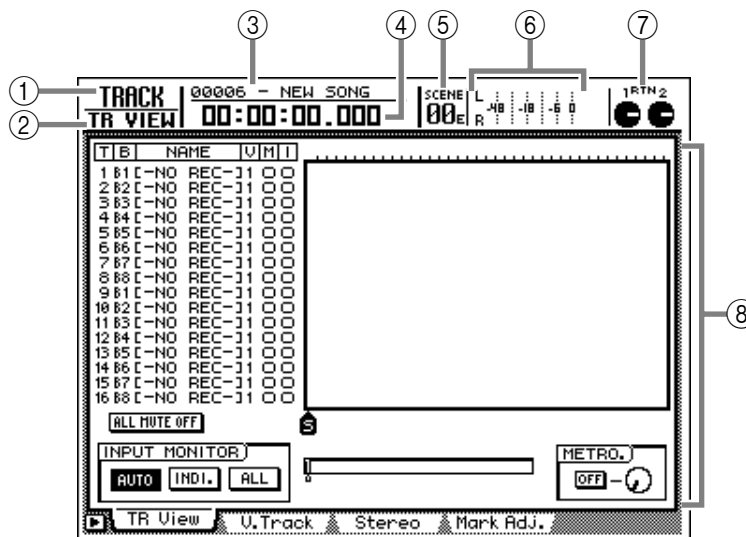 ③ ④ ⑤ ⑥ ⑦
① TRACK 00006 - NEW SONG SCENE L -48 -18 -6 0 1 RTN 2
② TR VIEW 00:00:00.000 00E R
T B NAME V M I
1 B1 [-NO REC-]1
2 B2 [-NO REC-]1
3 B3 [-NO REC-]1
4 B4 [-NO REC-]1
5 B5 [-NO REC-]1
6 B6 [-NO REC-]1
7 B7 [-NO REC-]1
8 B8 [-NO REC-]1
9 B1 [-NO REC-]1
10 B2 [-NO REC-]1
11 B3 [-NO REC-]1
12 B4 [-NO REC-]1
13 B5 [-NO REC-]1
14 B6 [-NO REC-]1
15 B7 [-NO REC-]1
16 B8 [-NO REC-]1
⑧
ALL MUTE OFF S
INPUT MONITOR METRO.
AUTO INDI. ALL OFF
TR View V.Track Stereo Mark Adj.